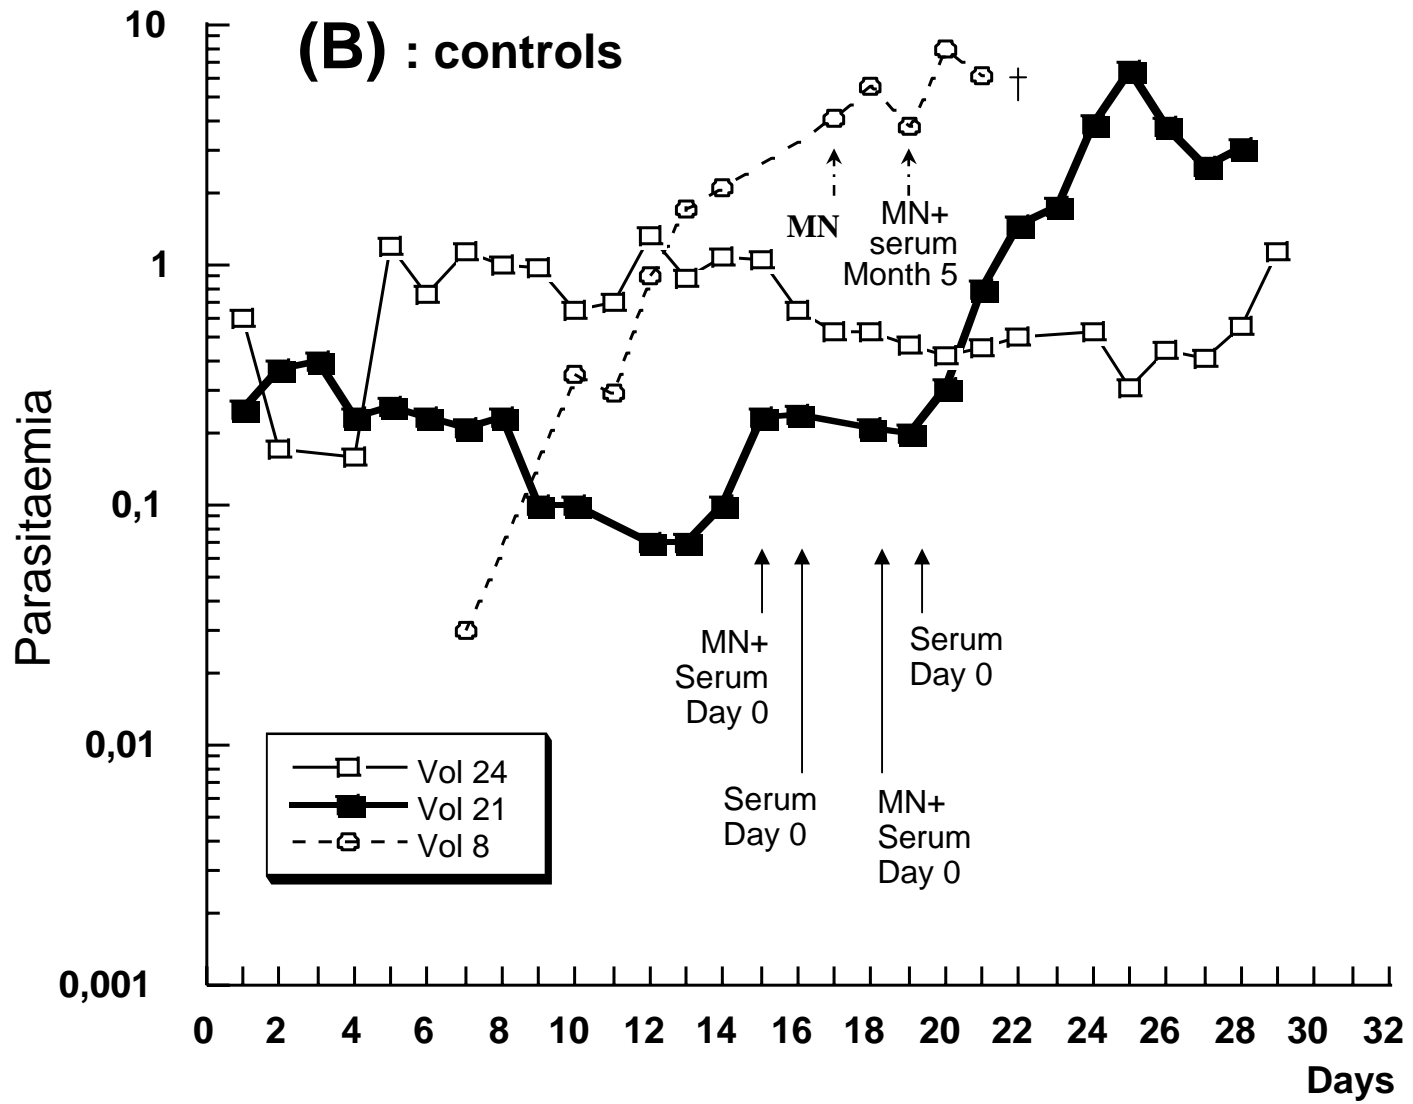 (B) : controls
10
1
0,1
0,01
0,001
Parasitaemia
†
MN
MN+
serum
Month 5
MN+
Serum
Day 0
Serum
Day 0
Serum
Day 0
MN+
Serum
Day 0
Vol 24
Vol 21
Vol 8
0 2 4 6 8 10 12 14 16 18 20 22 24 26 28 30 32
Days